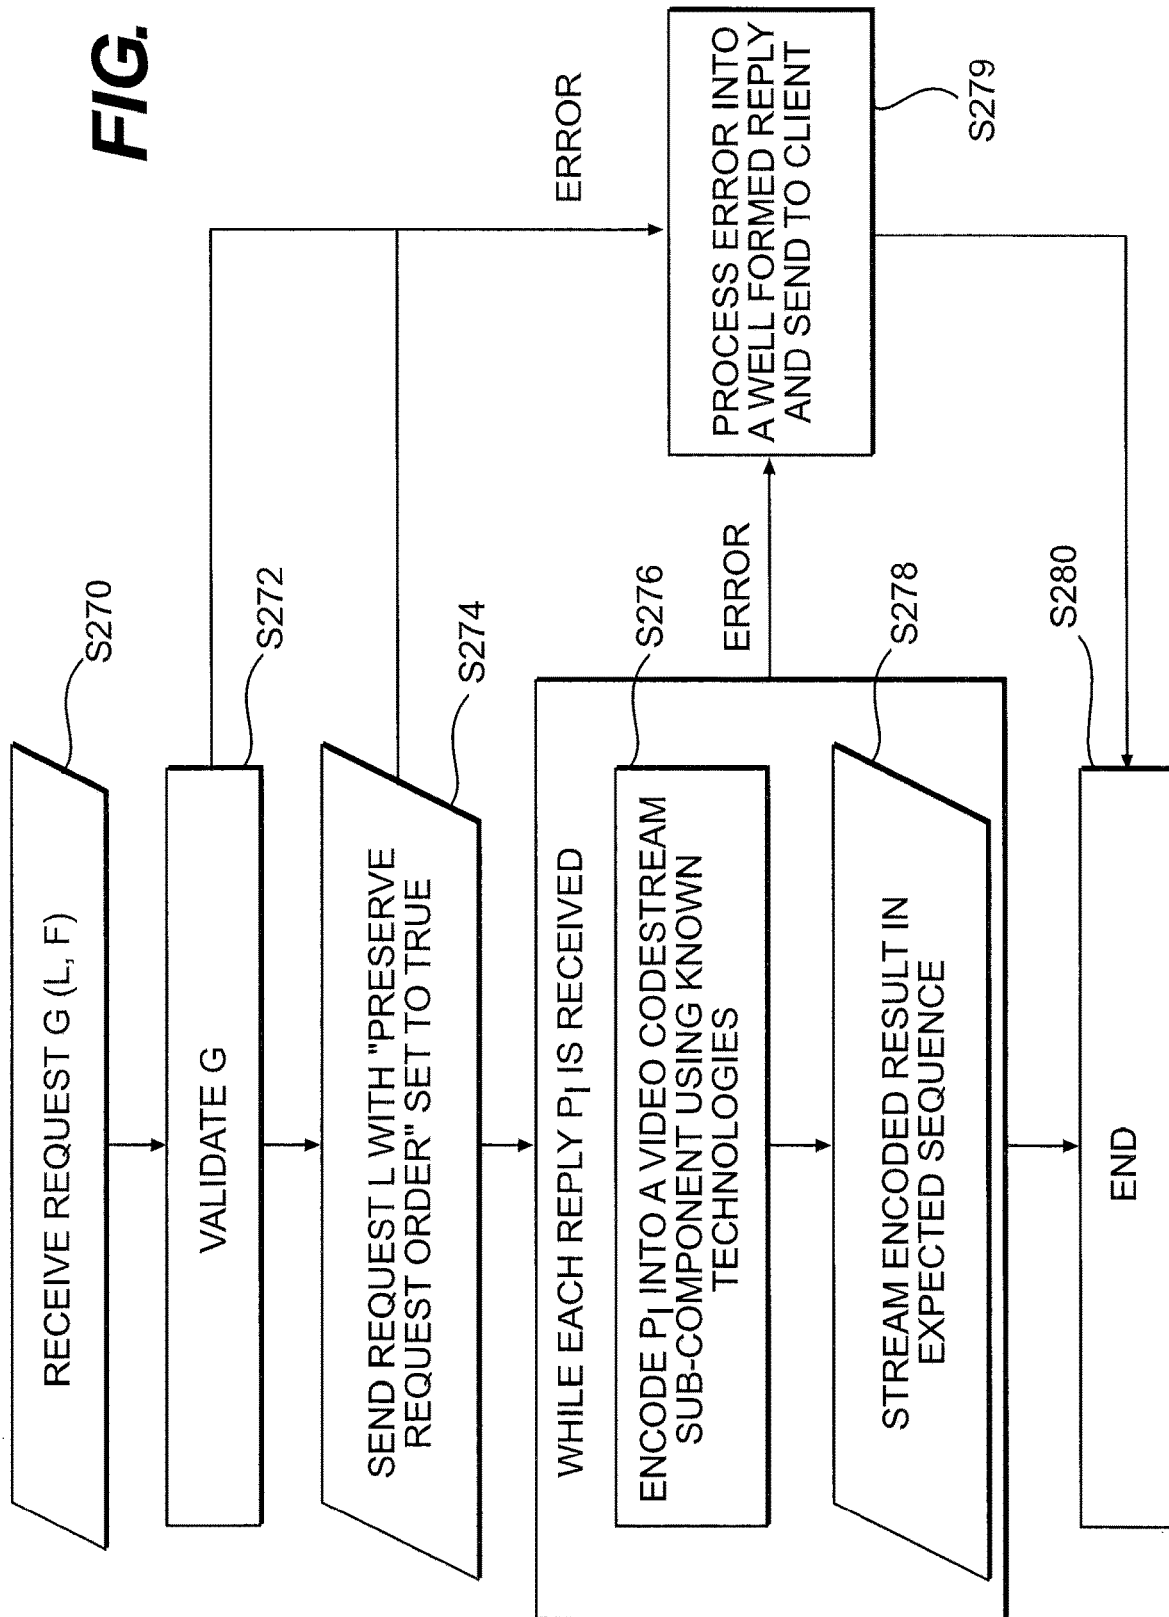 FIG.
RECEIVE REQUEST G (L, F)
S270
VALIDATE G
S272
SEND REQUEST L WITH "PRESERVE
REQUEST ORDER" SET TO TRUE
S274
WHILE EACH REPLY PI IS RECEIVED
ENCODE PI INTO A VIDEO CODESTREAM
SUB-COMPONENT USING KNOWN
TECHNOLOGIES
S276
STREAM ENCODED RESULT IN
EXPECTED SEQUENCE
S278
ERROR
ERROR
PROCESS ERROR INTO
A WELL FORMED REPLY
AND SEND TO CLIENT
S279
END
S280